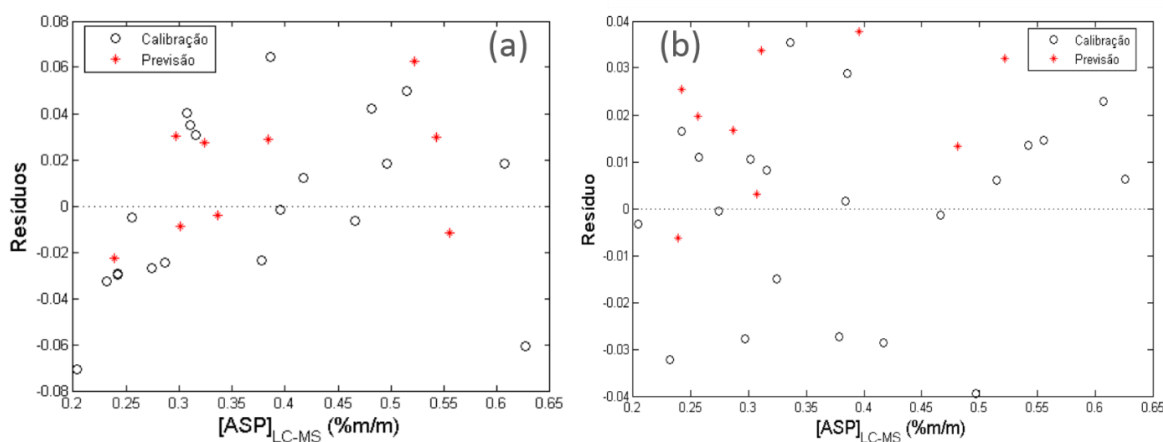 (a)
Calibração
Previsão
Resíduos
0.08
0.06
0.04
0.02
0
-0.02
-0.04
-0.06
-0.08
0.2 0.25 0.3 0.35 0.4 0.45 0.5 0.55 0.6 0.65
[ASP]LC-MS (%m/m)
(b)
Calibração
Previsão
Resíduo
0.04
0.03
0.02
0.01
0
-0.01
-0.02
-0.03
-0.04
0.2 0.25 0.3 0.35 0.4 0.45 0.5 0.55 0.6 0.65
[ASP]LC-MS (%m/m)